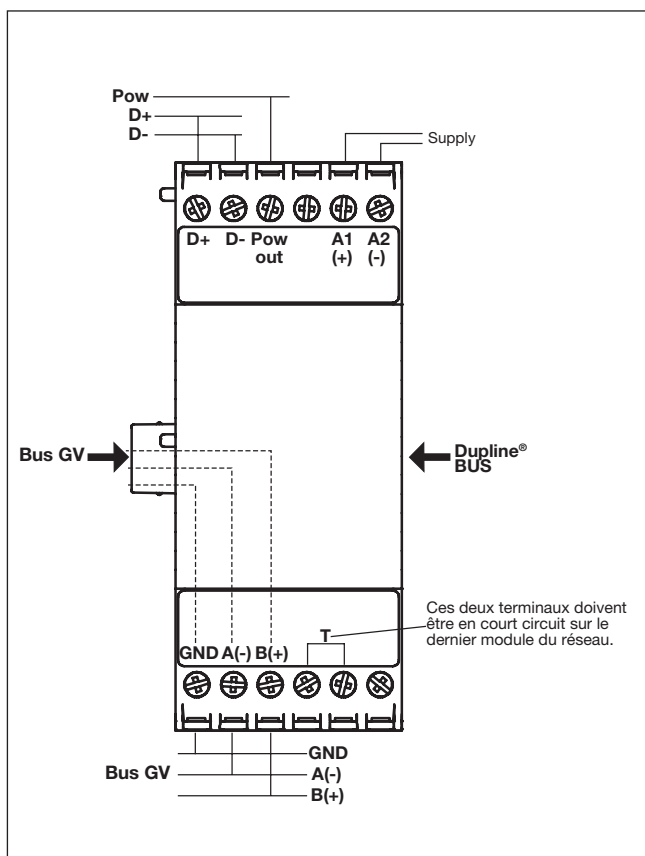 Pow
D+
D-
Supply
D+ D- Pow out A1 (+) A2 (-)
Bus GV
Dupline®
BUS
Ces deux terminaux doivent
être en court circuit sur le
dernier module du réseau.
T
GND A(-) B(+)
GND
Bus GV
A(-)
B(+)